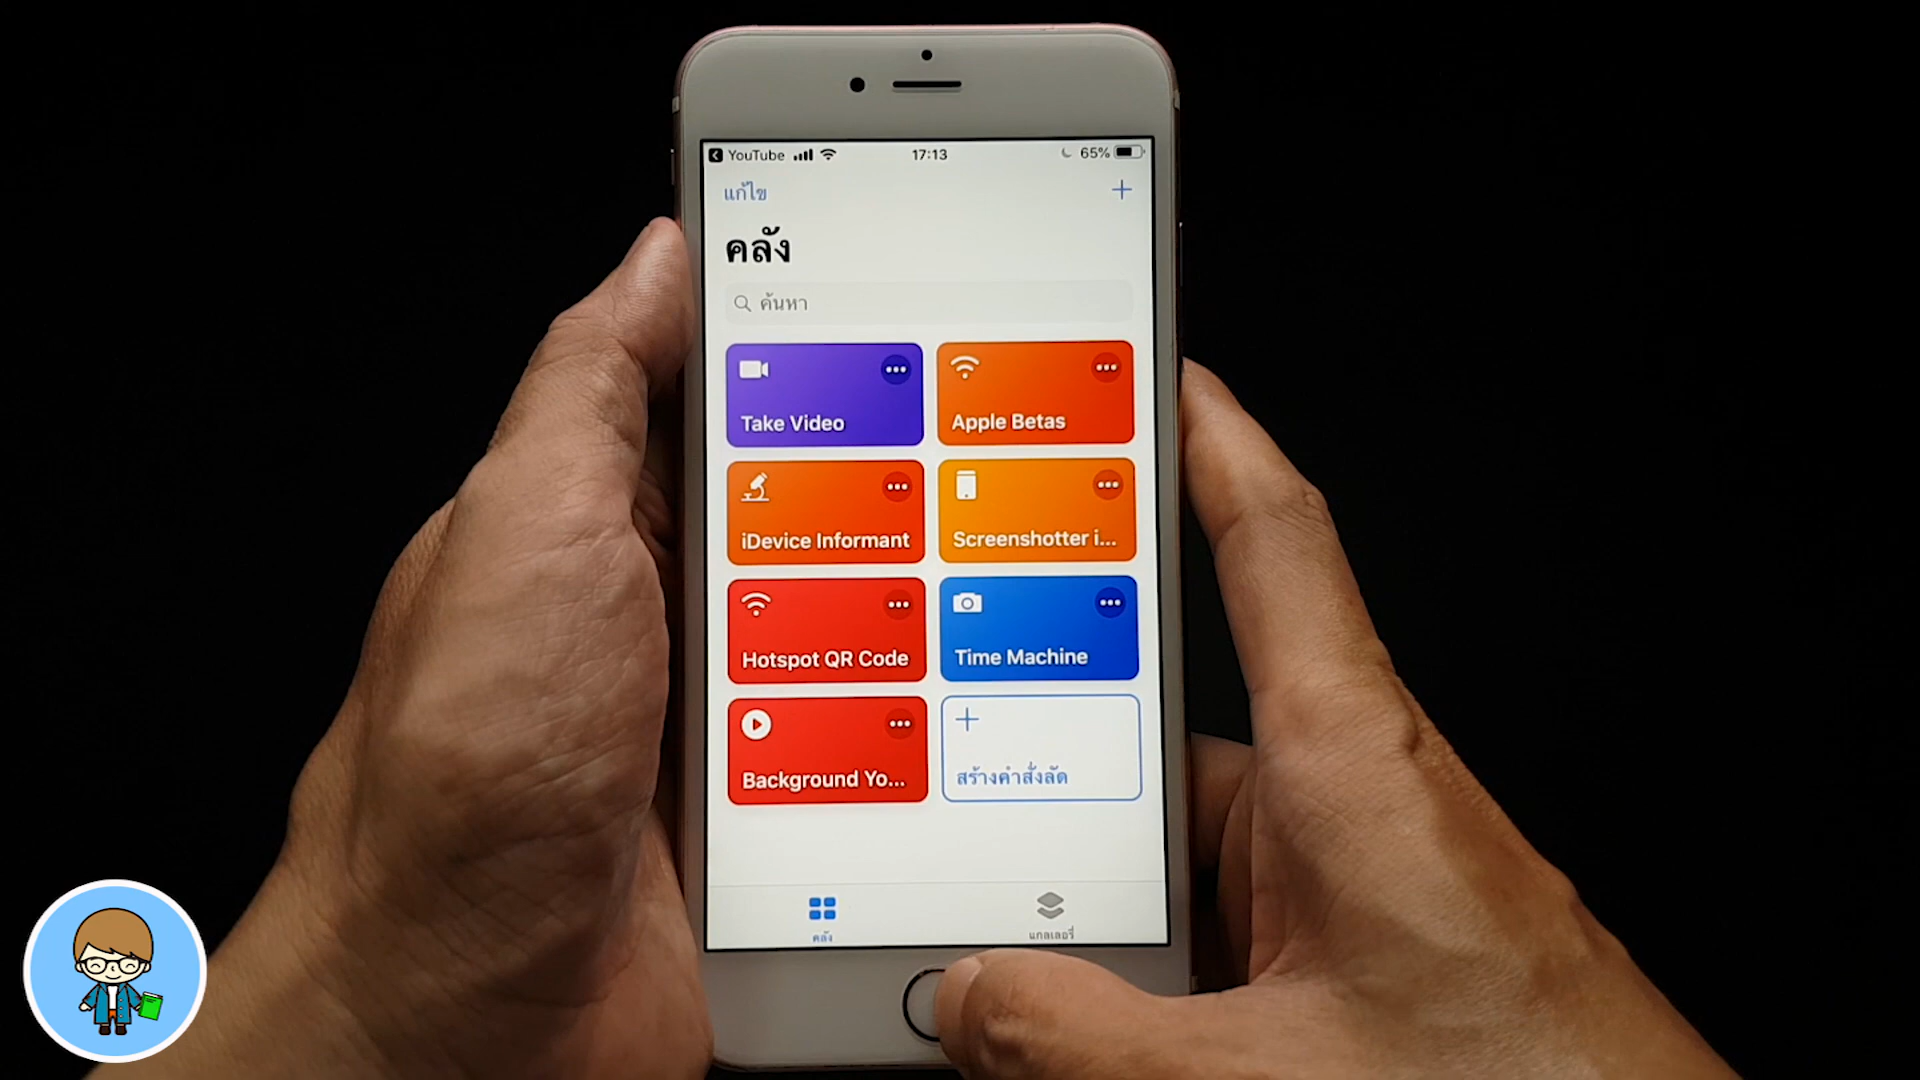 YouTube 17:13 65%
แก้ไข
คลัง
ค้นหา
Take Video
Apple Betas
iDevice Informant
Screenshotter i...
Hotspot QR Code
Time Machine
Background Yo...
สร้างคำสั่งลัด
คลัง
แกลเลอรี่